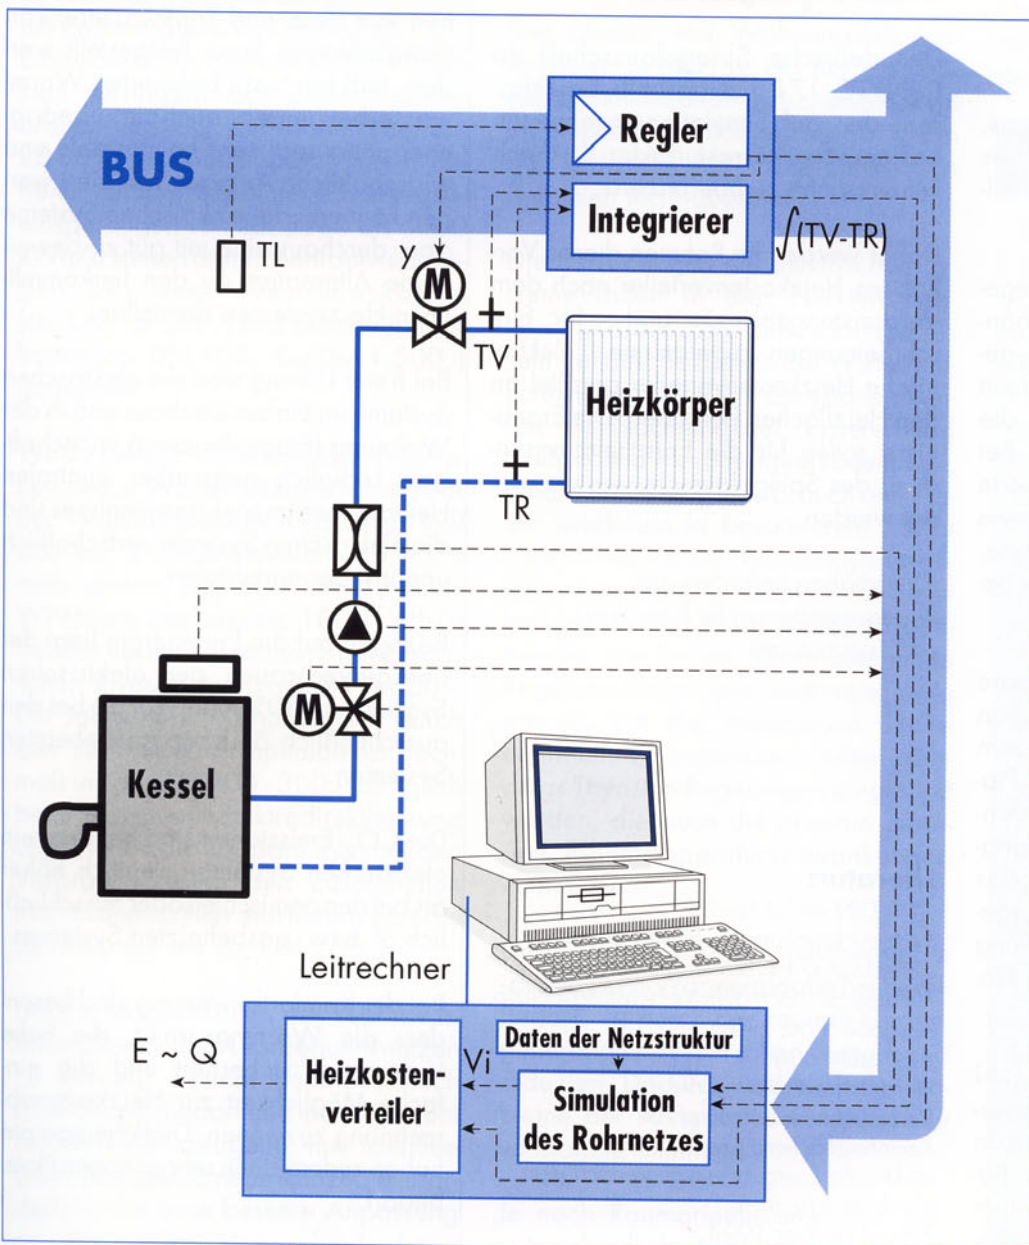 BUS
Regler
Integrierer
∫(TV-TR)
TL
y
M
TV
Heizkörper
TR
M
Kessel
Leitrechner
Daten der Netzstruktur
E ~ Q
Heizkosten-
verteiler
Vi
Simulation
des Rohrnetzes